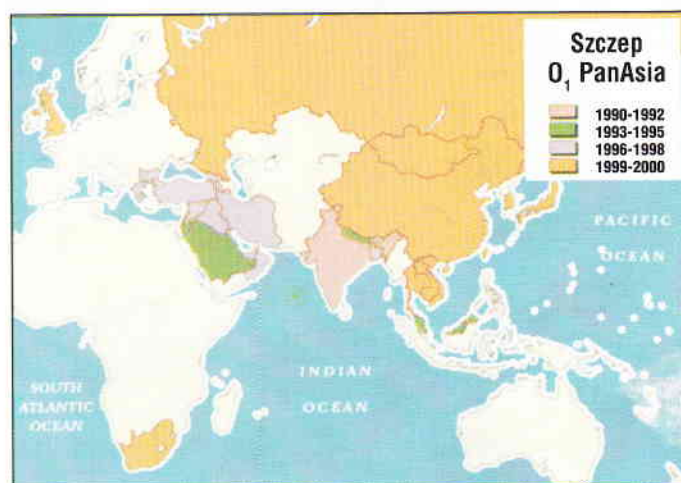 Szczep
O₁ PanAsia
1990-1992
1993-1995
1996-1998
1999-2000
PACIFIC
OCEAN
INDIAN
OCEAN
SOUTH
ATLANTIC
OCEAN